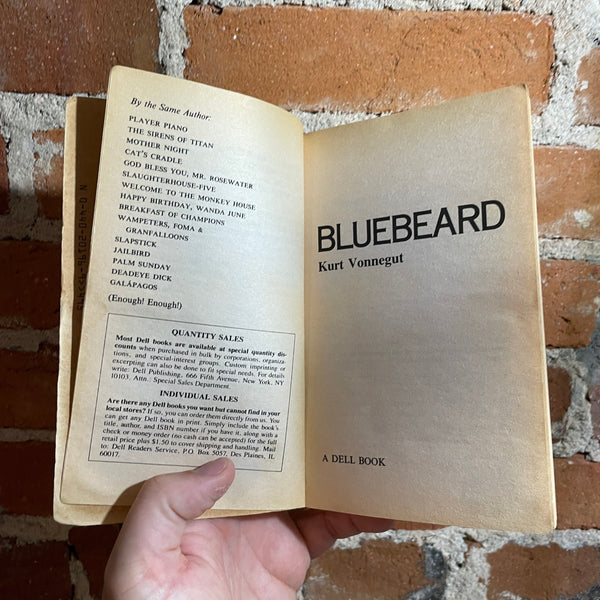 By the Same Author:
PLAYER PIANO
THE SIRENS OF TITAN
MOTHER NIGHT
CAT'S CRADLE
GOD BLESS YOU, MR. ROSEWATER
SLAUGHTERHOUSE-FIVE
WELCOME TO THE MONKEY HOUSE
HAPPY BIRTHDAY, WANDA JUNE
BREAKFAST OF CHAMPIONS
WAMPETERS, FOMA &
GRANFALLOONS
SLAPSTICK
JAILBIRD
PALM SUNDAY
DEADEYE DICK
GALÁPAGOS
(Enough! Enough!)
QUANTITY SALES
Most Dell books are available at special quantity dis-
counts when purchased in bulk by corporations, organiza-
tions, and special-interest groups. Custom imprinting or
excerpting can also be done to fit special needs. For details
write: Dell Publishing, 666 Fifth Avenue, New York, NY
10103. Attn.: Special Sales Department.
INDIVIDUAL SALES
Are there any Dell books you want but cannot find in your
local stores? If so, you can order them directly from us. You
can get any Dell book in print. Simply include the book's
title, author, and ISBN number if you have it, along with a
check or money order (no cash can be accepted) for the full
retail price plus $1.50 to cover shipping and handling. Mail
to: Dell Readers Service, P.O. Box 5057, Des Plaines, IL
60017.
BLUEBEARD
Kurt Vonnegut
A DELL BOOK